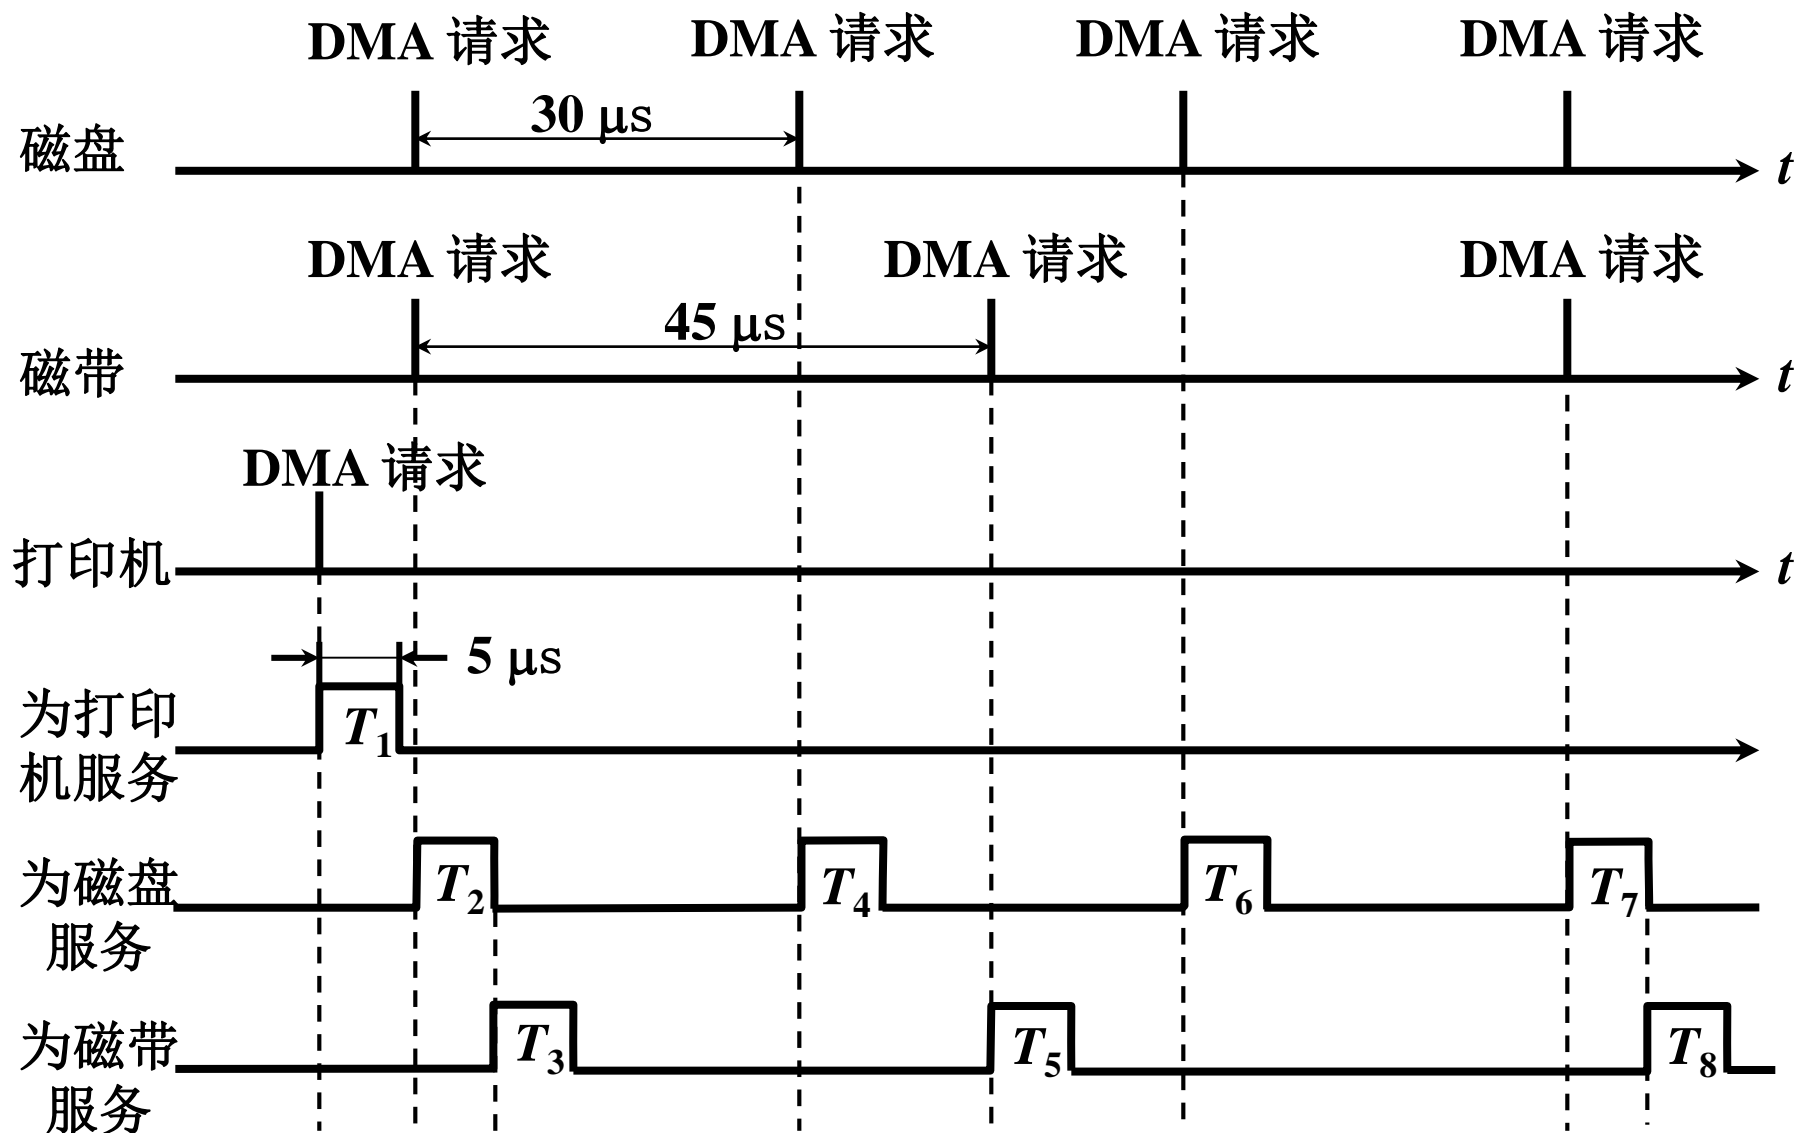 DMA 请求 DMA 请求 DMA 请求 DMA 请求
30 μs
磁盘 t
DMA 请求 DMA 请求 DMA 请求
45 μs
磁带 t
DMA 请求
打印机 t
5 μs
为打印
机服务
T1
为磁盘
服务
T2 T4 T6 T7
为磁带
服务
T3 T5 T8